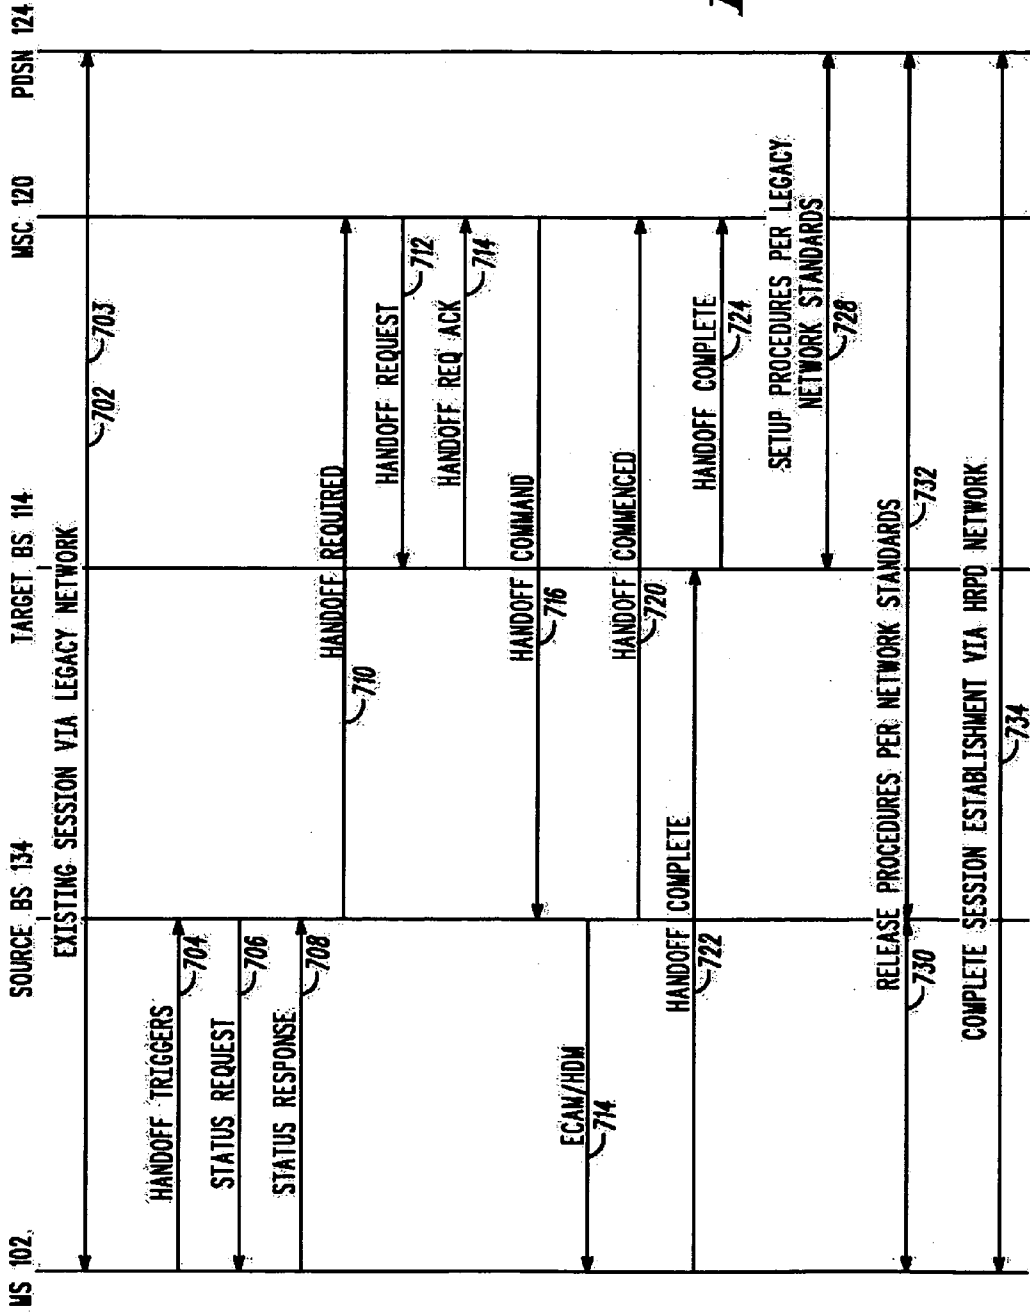 MS 102
SOURCE BS 134
TARGET BS 114
MSC 120
PDSN 124
EXISTING SESSION VIA LEGACY NETWORK
702
703
HANDOFF TRIGGERS
704
STATUS REQUEST
706
STATUS RESPONSE
708
HANDOFF REQUIRED
710
HANDOFF REQUEST
712
HANDOFF REQ ACK
714
HANDOFF COMMAND
716
ECAM/HDM
714
HANDOFF COMMENCED
720
HANDOFF COMPLETE
722
HANDOFF COMPLETE
724
SETUP PROCEDURES PER LEGACY
NETWORK STANDARDS
728
RELEASE PROCEDURES PER NETWORK STANDARDS
730
732
COMPLETE SESSION ESTABLISHMENT VIA HRPD NETWORK
734